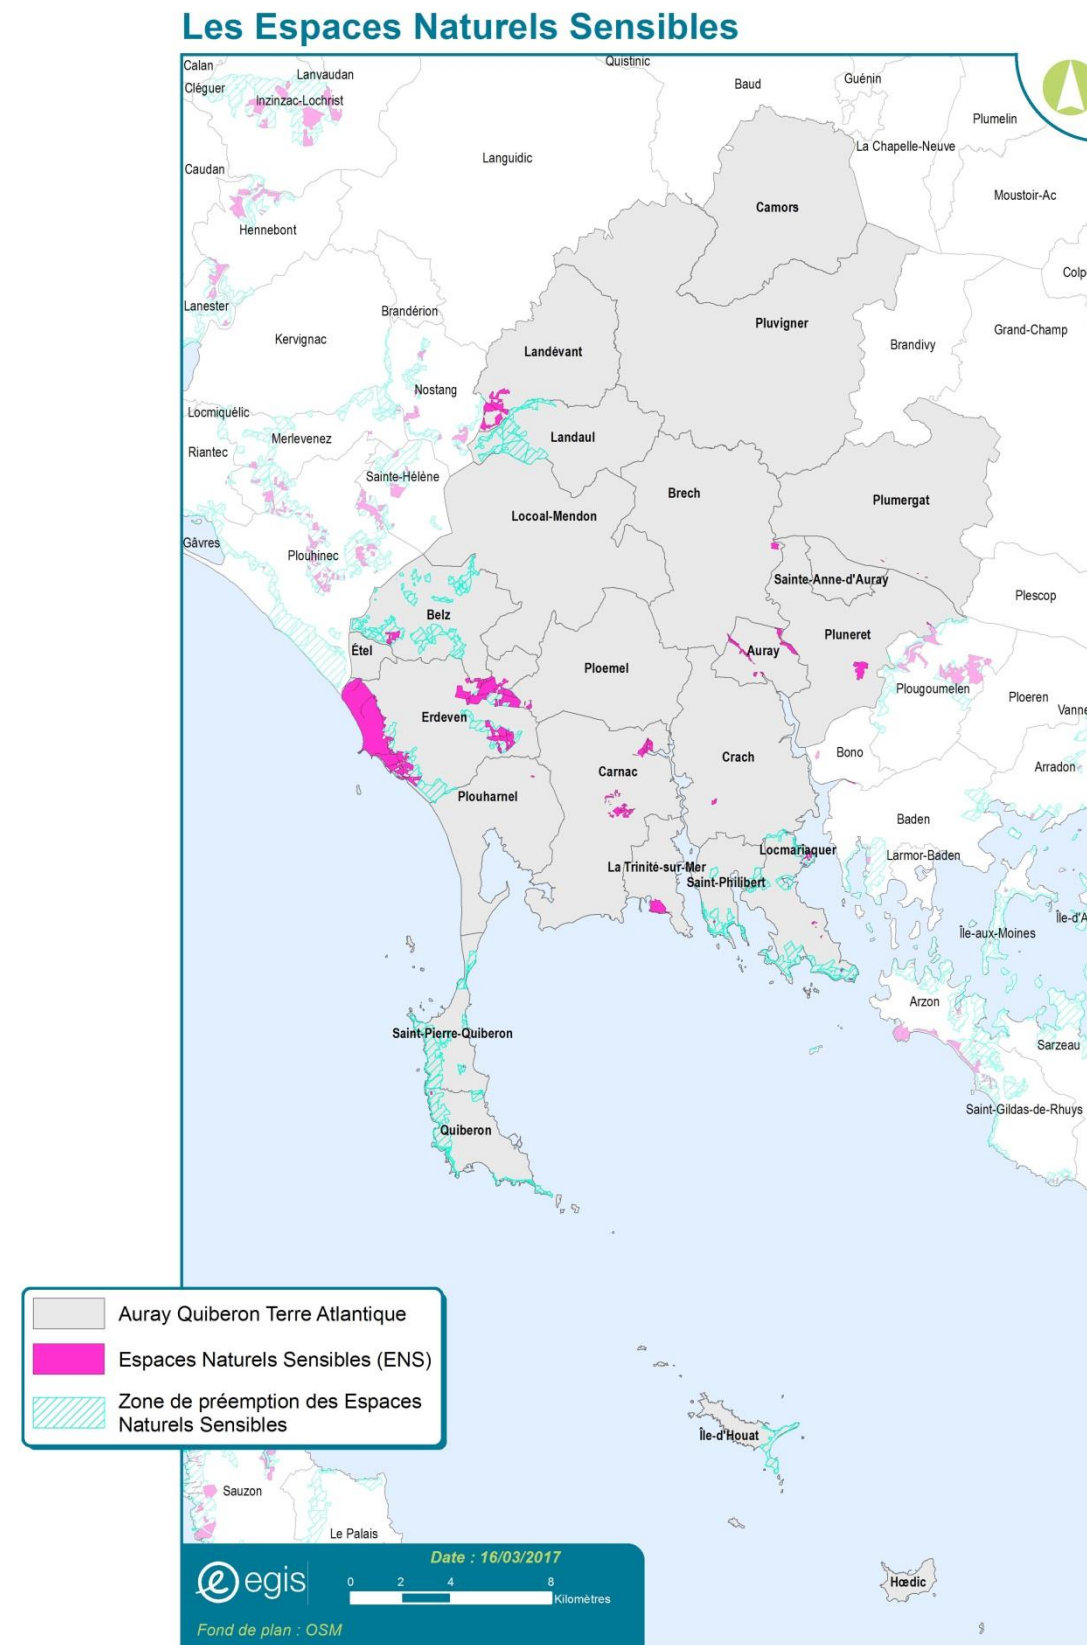 Les Espaces Naturels Sensibles
Calan
Quistinic
Lanvaudan
Cléguer
Baud
Guénin
Inzinzac-Lochrist
Plumelin
La Chapelle-Neuve
Languidic
Caudan
Moustoir-Ac
Camors
Hennebont
Colp
Lanester
Brandérion
Pluvigner
Grand-Champ
Kervignac
Brandivy
Landévant
Nostang
Locmiquélic
Merlevenez
Landaul
Riantec
Sainte-Hélène
Brech
Plumergat
Locoal-Mendon
Gâvres
Plouhinec
Sainte-Anne-d'Auray
Plescop
Belz
Pluneret
Étel
Auray
Ploemel
Plougoumelen
Ploeren
Vanne
Erdeven
Bono
Crach
Arradon
Carnac
Plouharnel
Baden
Locmariaquer
Larmor-Baden
La Trinité-sur-Mer
Saint-Philibert
Île-d'A
Île-aux-Moines
Arzon
Saint-Pierre-Quiberon
Sarzeau
Saint-Gildas-de-Rhuys
Quiberon
Auray Quiberon Terre Atlantique
Espaces Naturels Sensibles (ENS)
Zone de préemption des Espaces
Naturels Sensibles
Île-d'Houat
Sauzon
Le Palais
Hœdic
Date : 16/03/2017
egis
0 2 4 8
Kilomètres
Fond de plan : OSM